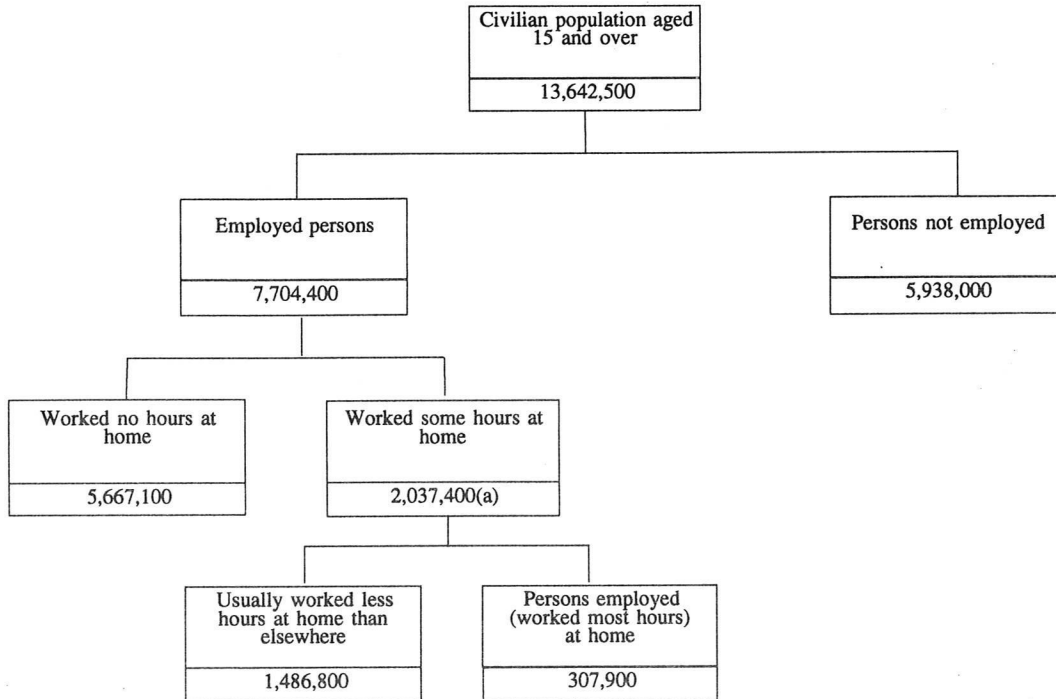 Civilian population aged
15 and over
13,642,500
Employed persons
7,704,400
Persons not employed
5,938,000
Worked no hours at
home
5,667,100
Worked some hours at
home
2,037,400(a)
Usually worked less
hours at home than
elsewhere
1,486,800
Persons employed
(worked most hours)
at home
307,900